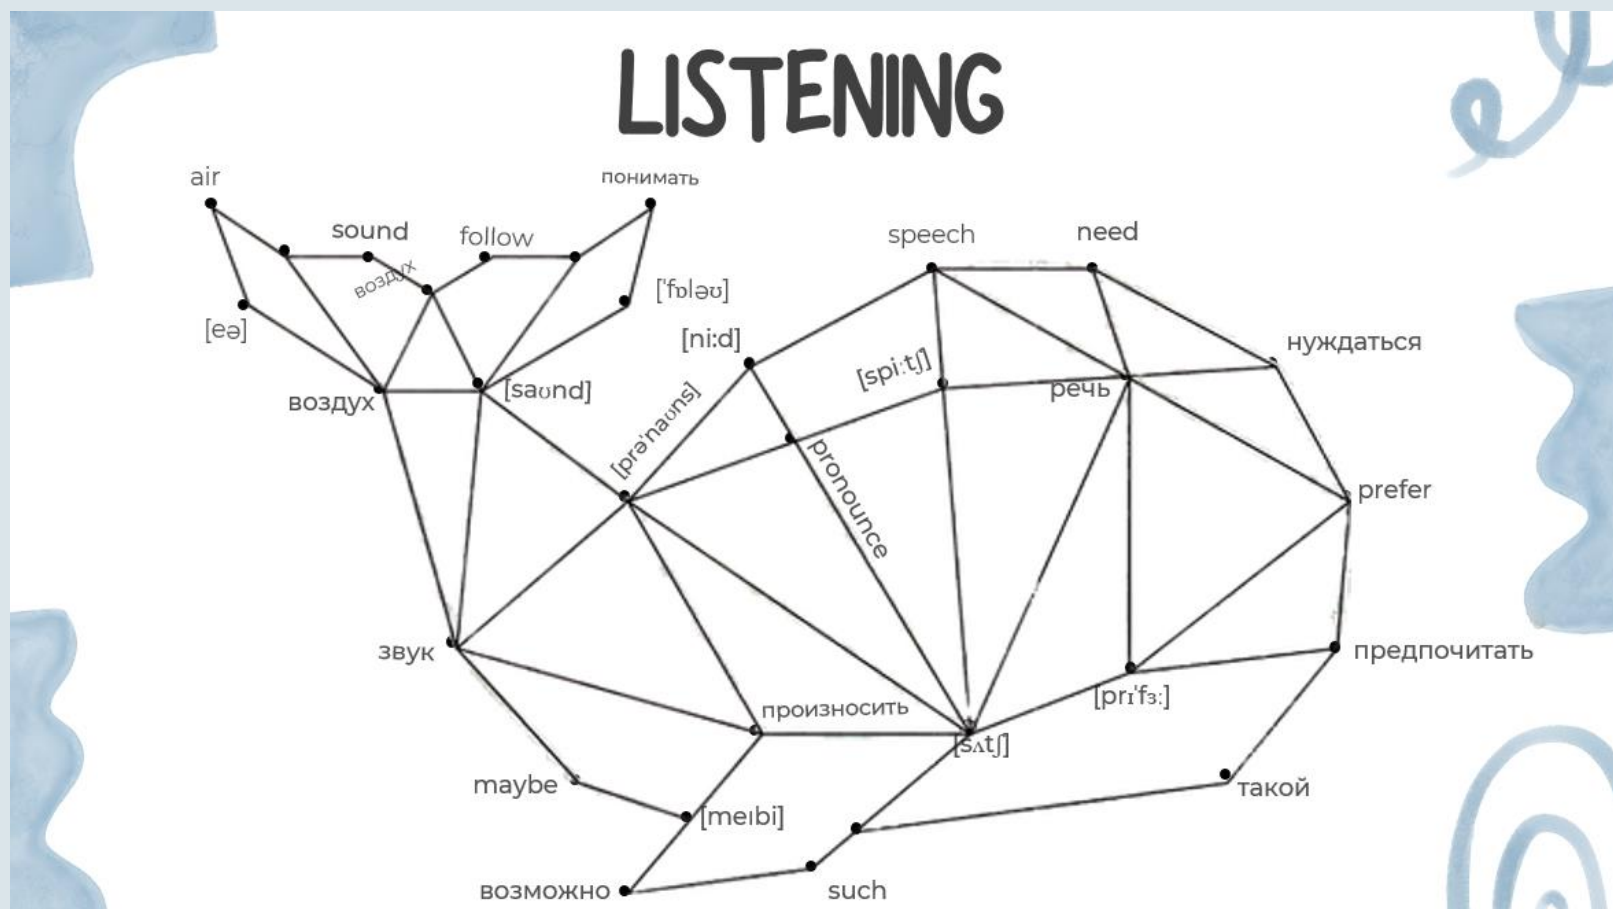 LISTENING
air
понимать
sound
follow
воздух
speech
need
[eə]
['fɒləʊ]
[ni:d]
нуждаться
воздух
[saʊnd]
[prə'naʊns]
[spi:tʃ]
речь
pronounce
prefer
звук
произносить
[sʌtʃ]
[prɪ'fɜ:]
предпочитать
maybe
[meɪbi]
такой
возможно
such